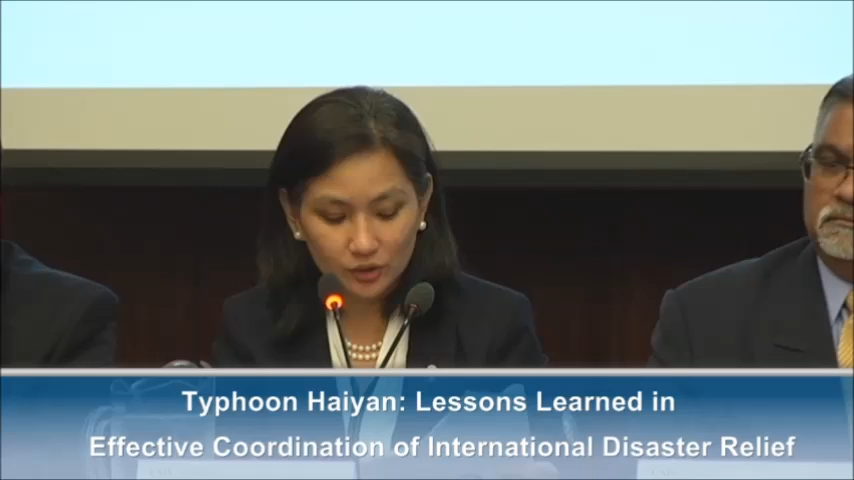 Typhoon Haiyan: Lessons Learned in
Effective Coordination of International Disaster Relief